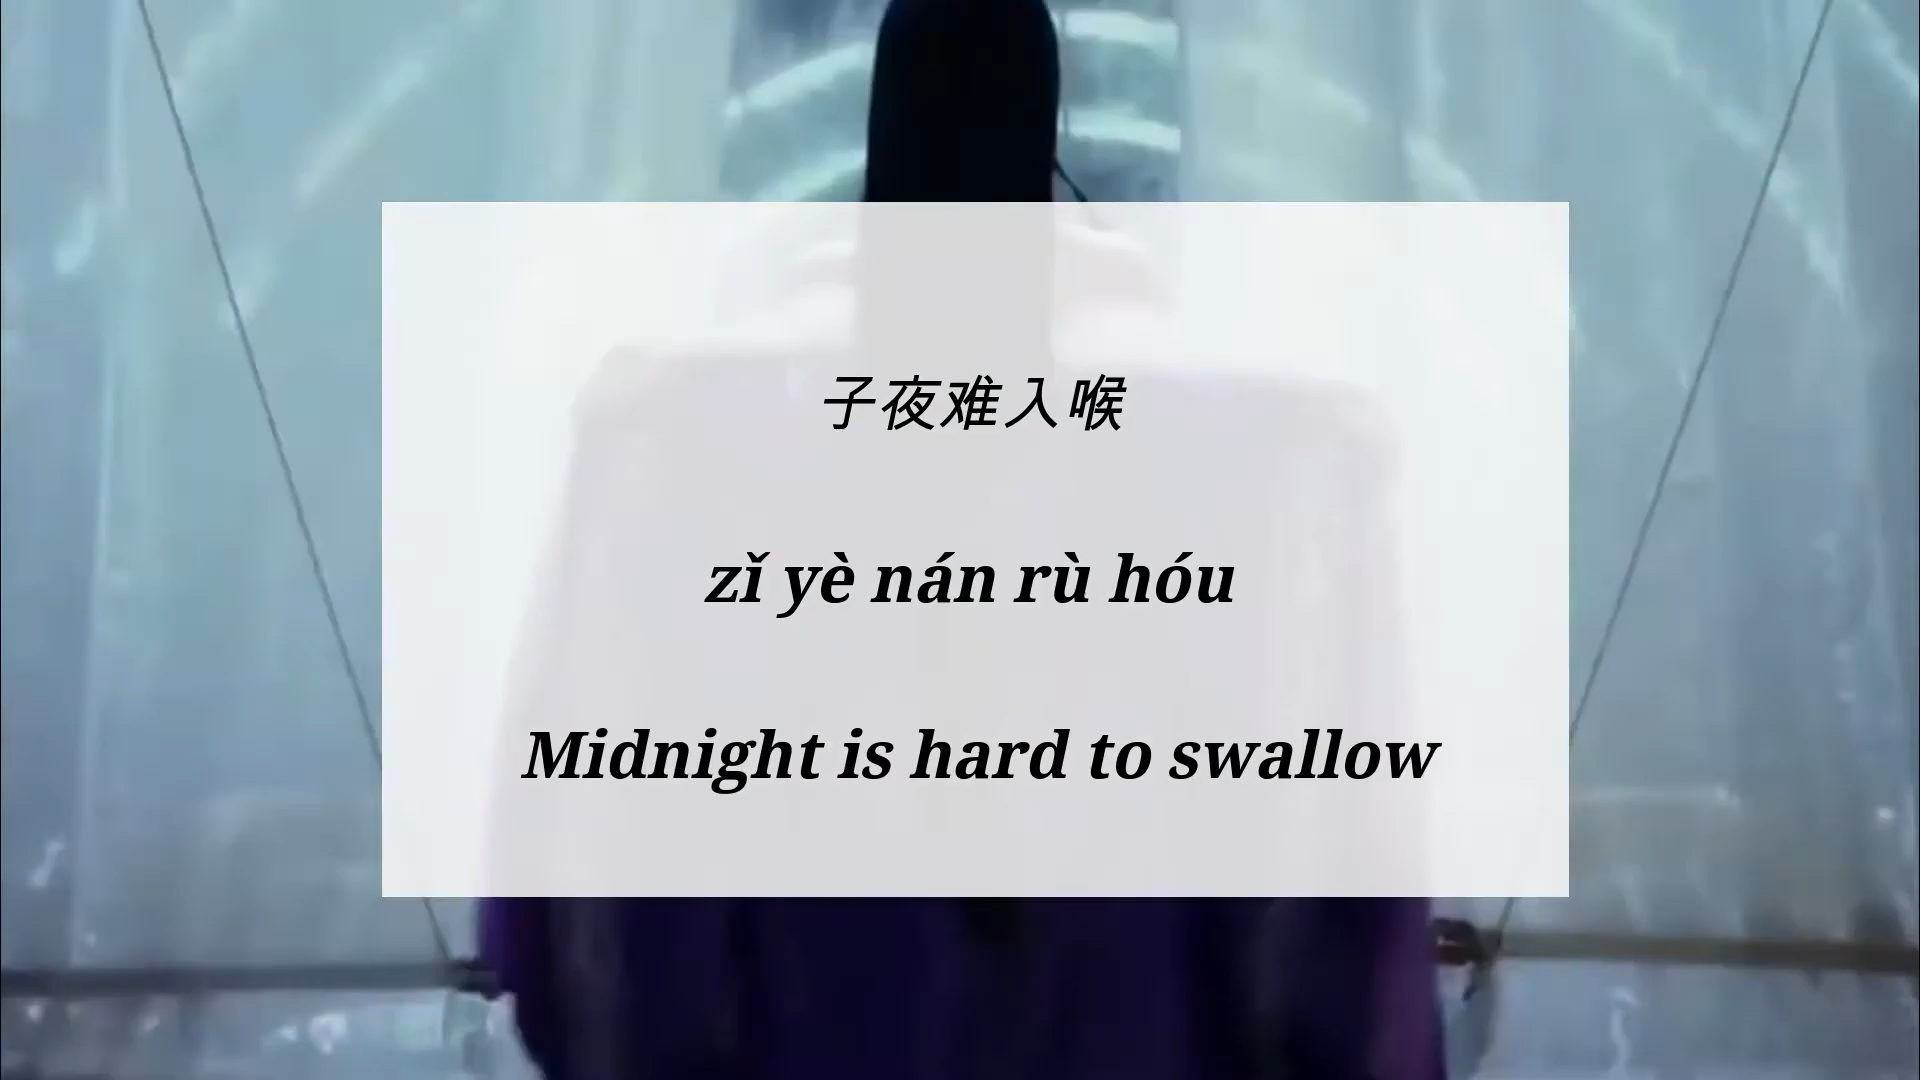 子夜难入喉
zǐ yè nán rù hóu
Midnight is hard to swallow